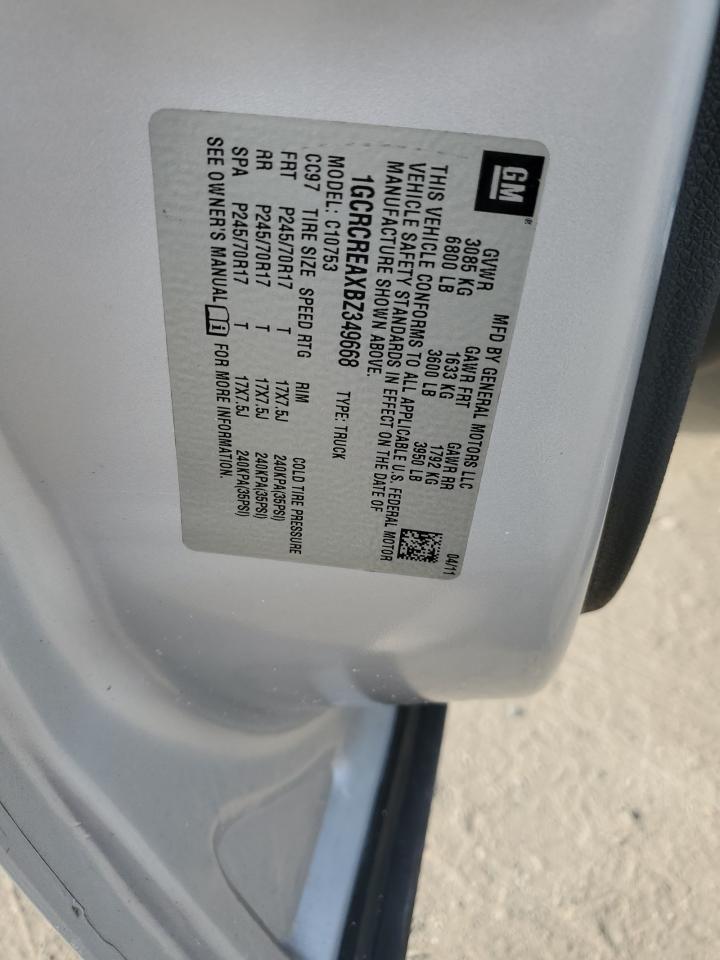 GM®
MFD BY GENERAL MOTORS LLC 04/11
GVWR GAWR FRT GAWR RR
3085 KG 1633 KG 1792 KG
6800 LB 3600 LB 3950 LB
THIS VEHICLE CONFORMS TO ALL APPLICABLE U.S. FEDERAL MOTOR
VEHICLE SAFETY STANDARDS IN EFFECT ON THE DATE OF
MANUFACTURE SHOWN ABOVE.
1GCRCREAXBZ349668 TYPE: TRUCK
MODEL: C10753
CC97 TIRE SIZE SPEED RTG RIM COLD TIRE PRESSURE
FRT P245/70R17 T 17X7.5J 240KPA(35PSI)
RR P245/70R17 T 17X7.5J 240KPA(35PSI)
SPA P245/70R17 T 17X7.5J 240KPA(35PSI)
SEE OWNER'S MANUAL FOR MORE INFORMATION.